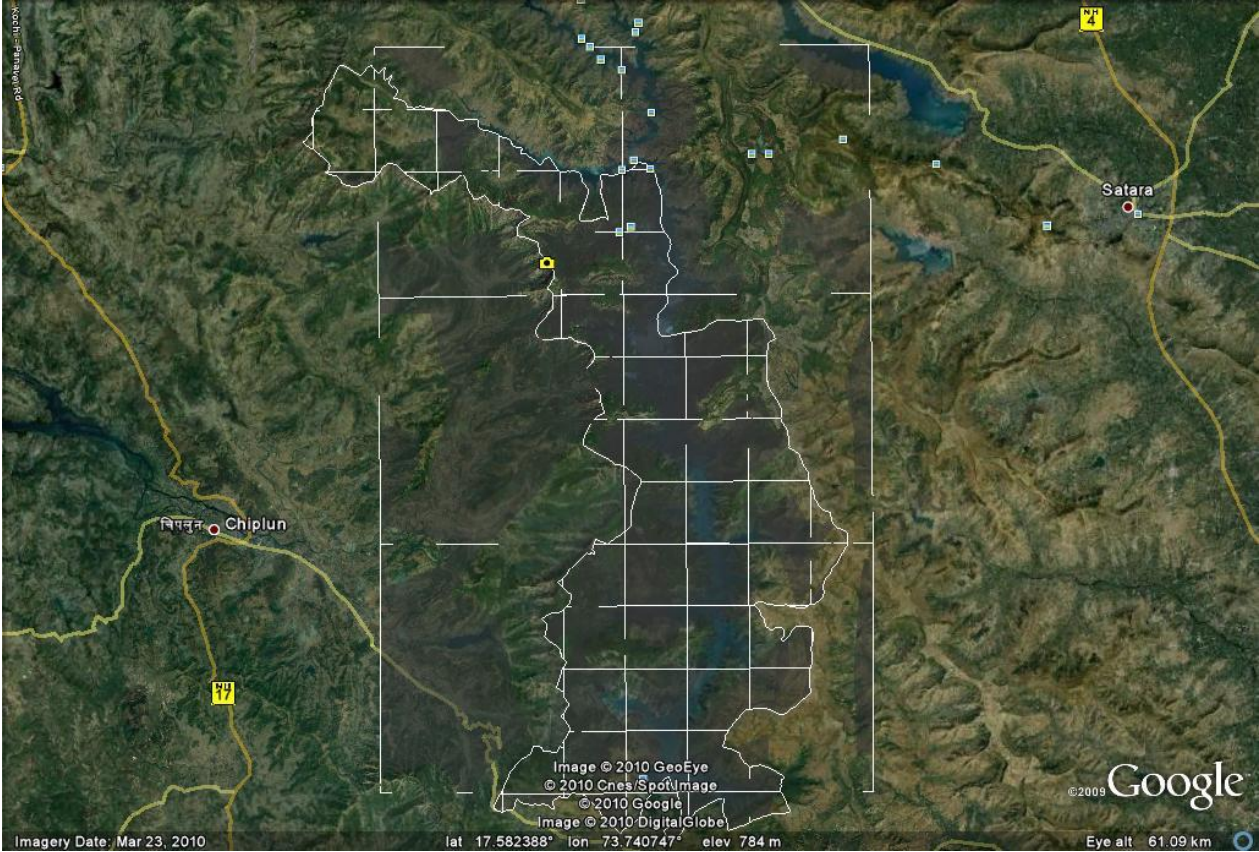 Kochi - Panavel Rd
NH
4
Satara
चिपलुन
Chiplun
NH
17
Image © 2010 GeoEye
© 2010 Cnes/Spot Image
© 2010 Google
Image © 2010 DigitalGlobe
©2009 Google
Imagery Date: Mar 23, 2010 lat 17.582388° lon 73.740747° elev 784 m Eye alt 61.09 km